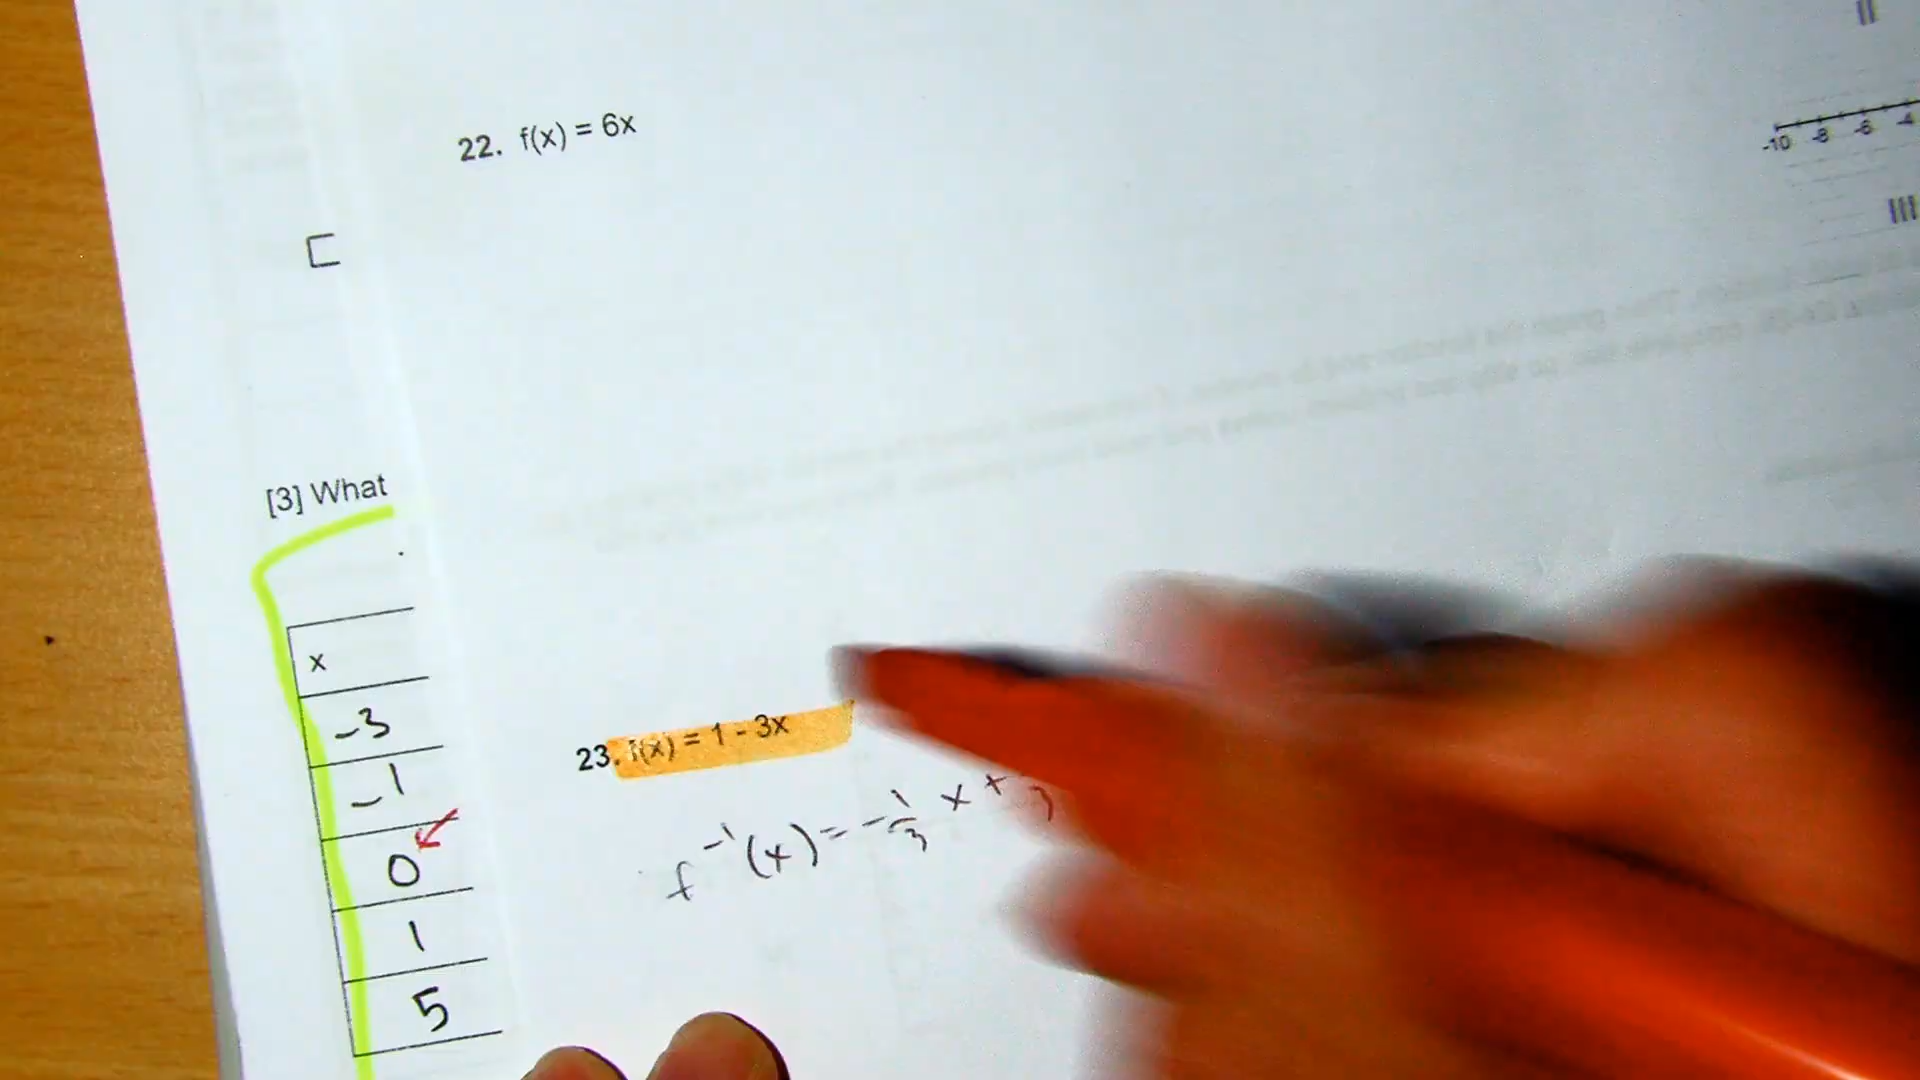 II
22. f(x) = 6x
-10 -8 -6 -4
III
[3] What
x
-3
-1
0
1
5
23. f(x) = 1 - 3x
f⁻¹(x) = -1/3 x +